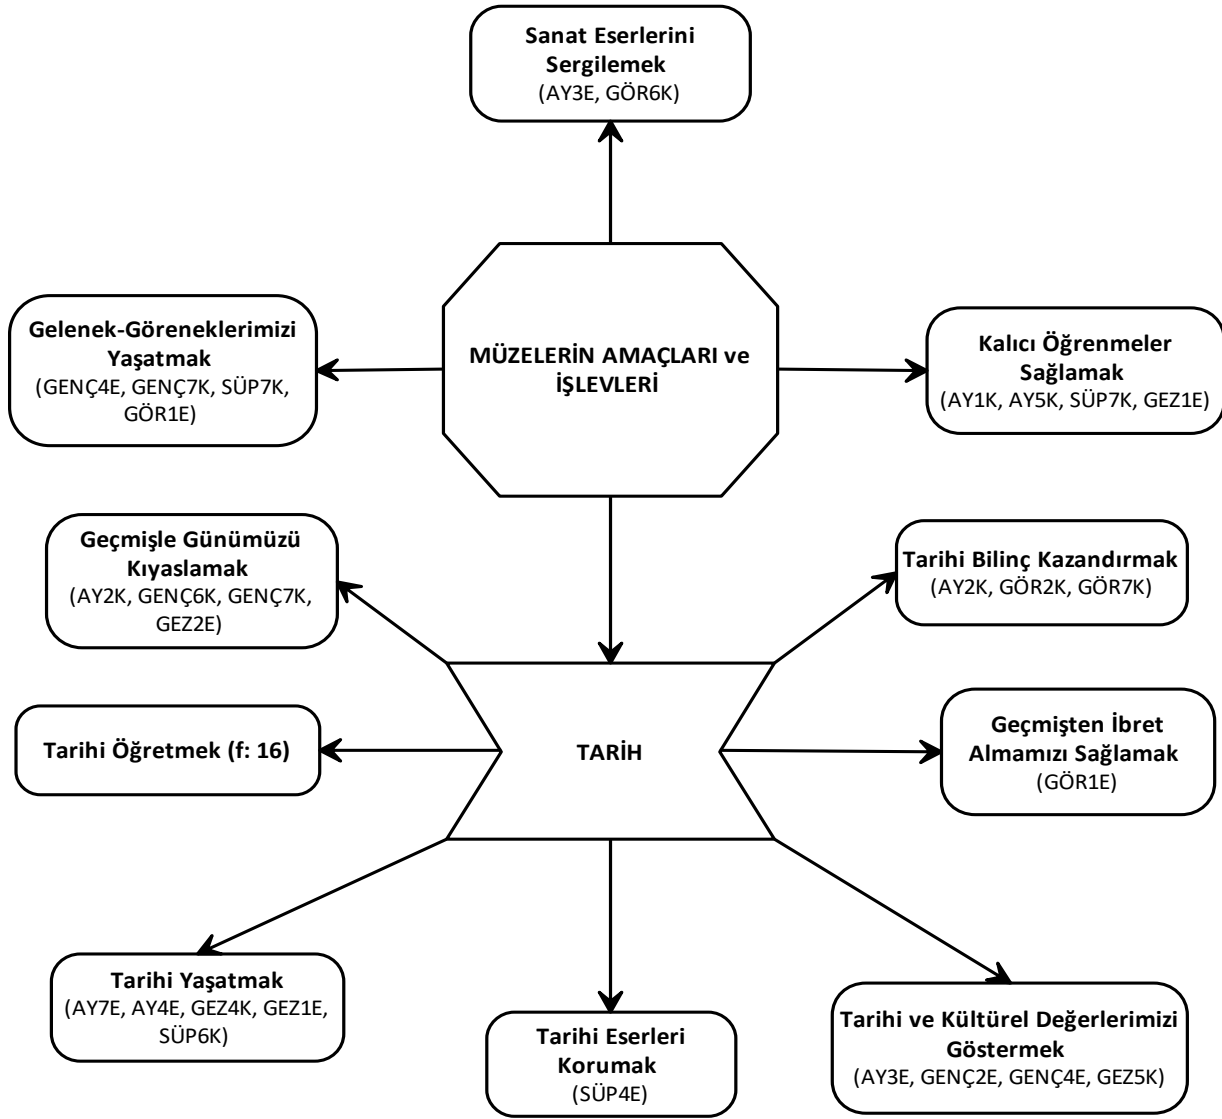 Sanat Eserlerini
Sergilemek
(AY3E, GÖR6K)
Gelenek-Göreneklerimizi
Yaşatmak
(GENÇ4E, GENÇ7K, SÜP7K,
GÖR1E)
MÜZELERİN AMAÇLARI ve
İŞLEVLERİ
Kalıcı Öğrenmeler
Sağlamak
(AY1K, AY5K, SÜP7K, GEZ1E)
Geçmişle Günümüzü
Kıyaslamak
(AY2K, GENÇ6K, GENÇ7K,
GEZ2E)
Tarihi Bilinç Kazandırmak
(AY2K, GÖR2K, GÖR7K)
Tarihi Öğretmek (f: 16)
TARİH
Geçmişten İbret
Almamızı Sağlamak
(GÖR1E)
Tarihi Yaşatmak
(AY7E, AY4E, GEZ4K, GEZ1E,
SÜP6K)
Tarihi Eserleri
Korumak
(SÜP4E)
Tarihi ve Kültürel Değerlerimizi
Göstermek
(AY3E, GENÇ2E, GENÇ4E, GEZ5K)